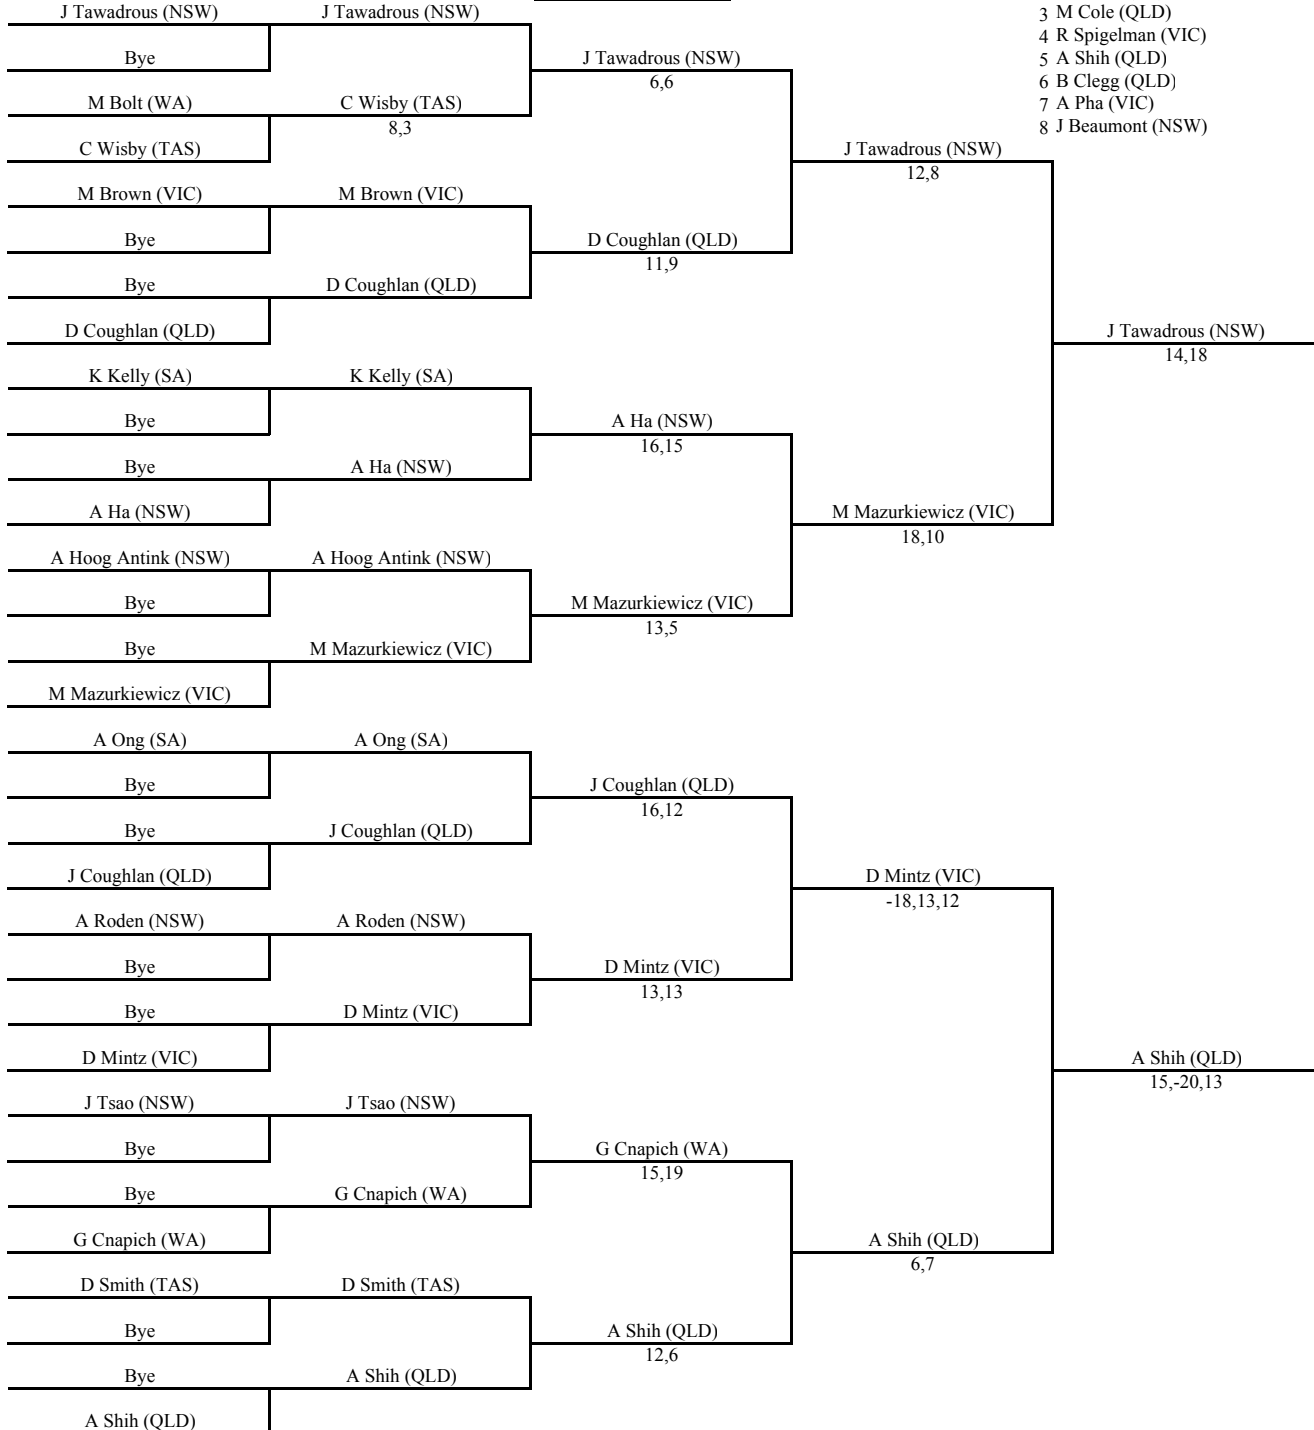 3 M Cole (QLD)
4 R Spigelman (VIC)
5 A Shih (QLD)
6 B Clegg (QLD)
7 A Pha (VIC)
8 J Beaumont (NSW)
J Tawadrous (NSW)
Bye
M Bolt (WA)
C Wisby (TAS)
M Brown (VIC)
Bye
Bye
D Coughlan (QLD)
K Kelly (SA)
Bye
Bye
A Ha (NSW)
A Hoog Antink (NSW)
Bye
Bye
M Mazurkiewicz (VIC)
A Ong (SA)
Bye
Bye
J Coughlan (QLD)
A Roden (NSW)
Bye
Bye
D Mintz (VIC)
J Tsao (NSW)
Bye
Bye
G Cnapich (WA)
D Smith (TAS)
Bye
Bye
A Shih (QLD)
J Tawadrous (NSW)
C Wisby (TAS)
8,3
M Brown (VIC)
D Coughlan (QLD)
K Kelly (SA)
A Ha (NSW)
A Hoog Antink (NSW)
M Mazurkiewicz (VIC)
A Ong (SA)
J Coughlan (QLD)
A Roden (NSW)
D Mintz (VIC)
J Tsao (NSW)
G Cnapich (WA)
D Smith (TAS)
A Shih (QLD)
J Tawadrous (NSW)
6,6
D Coughlan (QLD)
11,9
A Ha (NSW)
16,15
M Mazurkiewicz (VIC)
13,5
J Coughlan (QLD)
16,12
D Mintz (VIC)
13,13
G Cnapich (WA)
15,19
A Shih (QLD)
12,6
J Tawadrous (NSW)
12,8
M Mazurkiewicz (VIC)
18,10
D Mintz (VIC)
-18,13,12
A Shih (QLD)
6,7
J Tawadrous (NSW)
14,18
A Shih (QLD)
15,-20,13